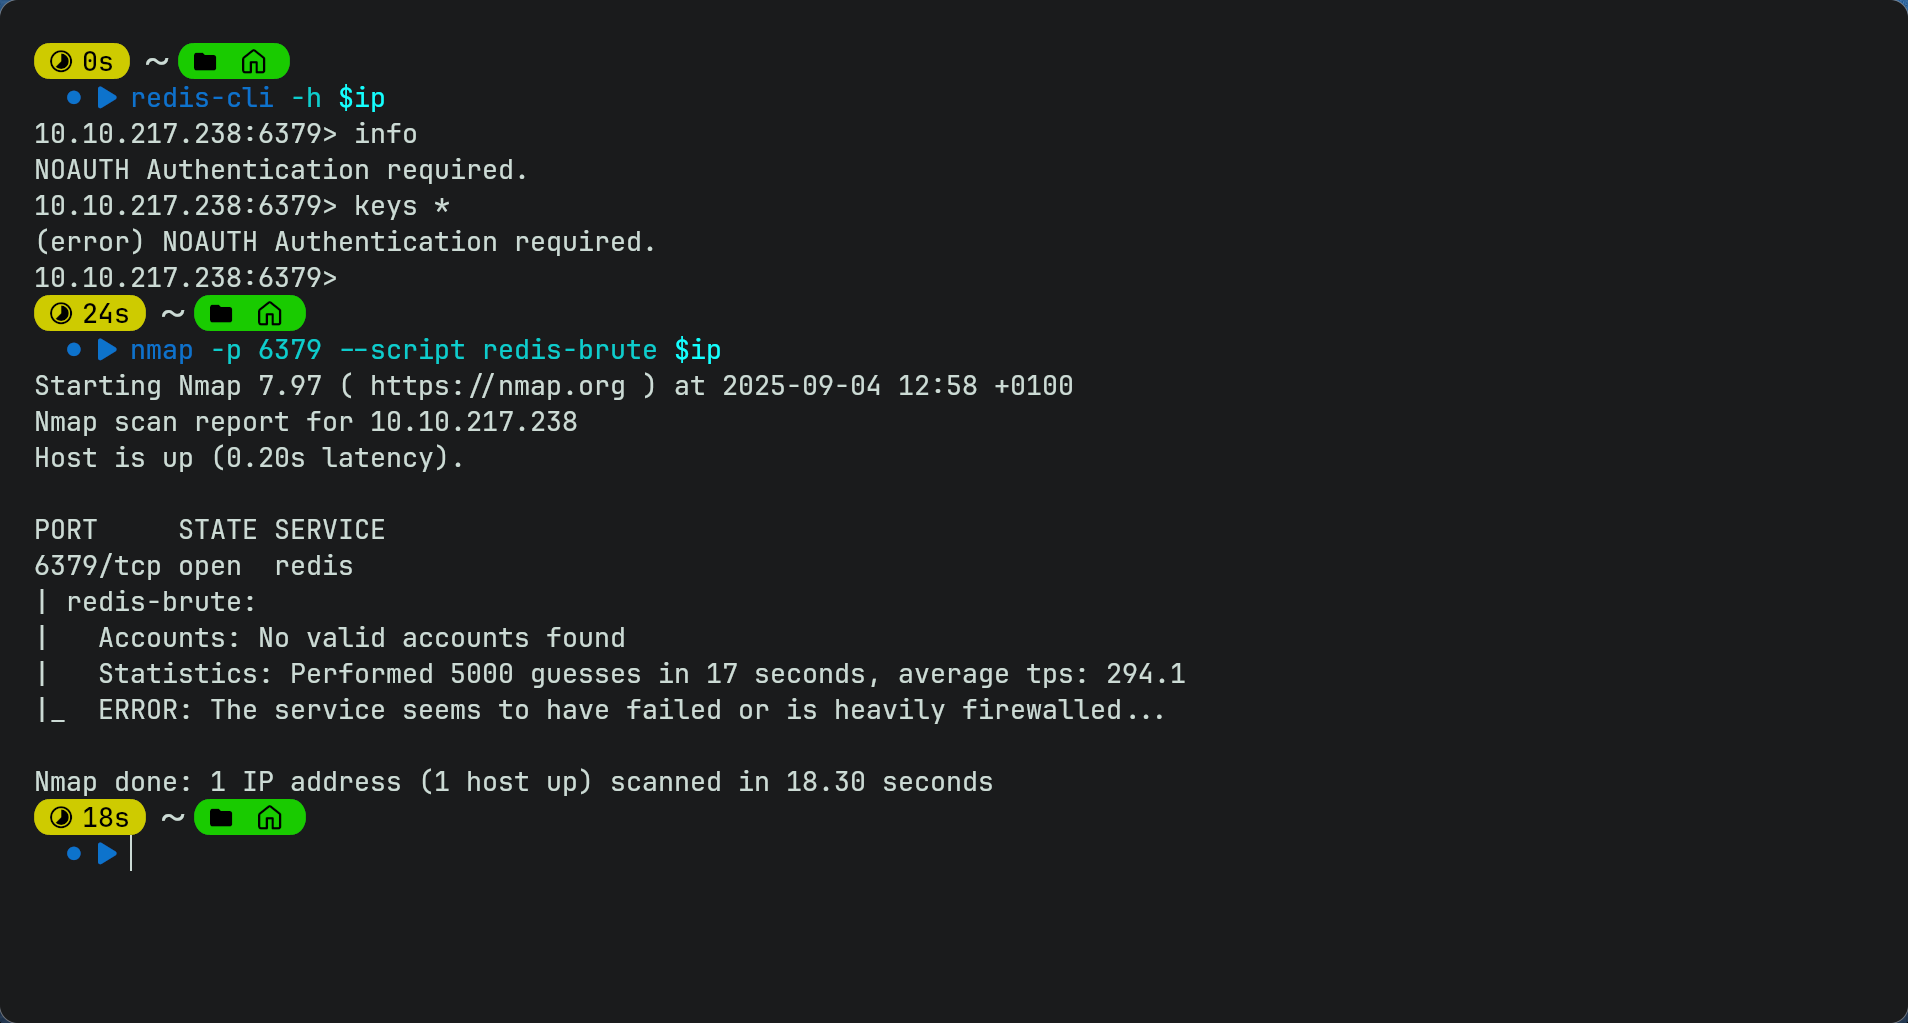 0s ~
redis-cli -h $ip
10.10.217.238:6379> info
NOAUTH Authentication required.
10.10.217.238:6379> keys *
(error) NOAUTH Authentication required.
10.10.217.238:6379>
24s ~
nmap -p 6379 --script redis-brute $ip
Starting Nmap 7.97 ( https://nmap.org ) at 2025-09-04 12:58 +0100
Nmap scan report for 10.10.217.238
Host is up (0.20s latency).
PORT     STATE SERVICE
6379/tcp open  redis
| redis-brute:
|   Accounts: No valid accounts found
|   Statistics: Performed 5000 guesses in 17 seconds, average tps: 294.1
|_  ERROR: The service seems to have failed or is heavily firewalled...
Nmap done: 1 IP address (1 host up) scanned in 18.30 seconds
18s ~